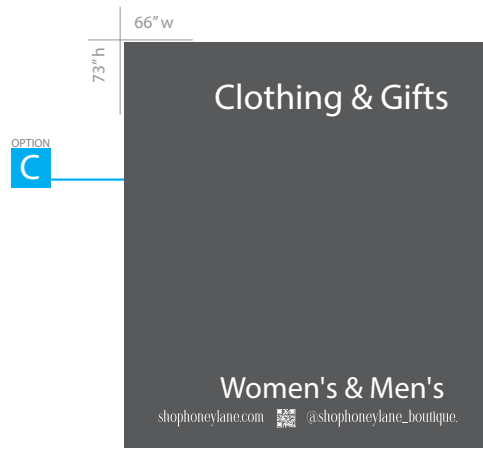 66” w
73”h
OPTION
C
Clothing & Gifts
Women's & Men's
shophoneylane.com @shophoneylane_boutique.